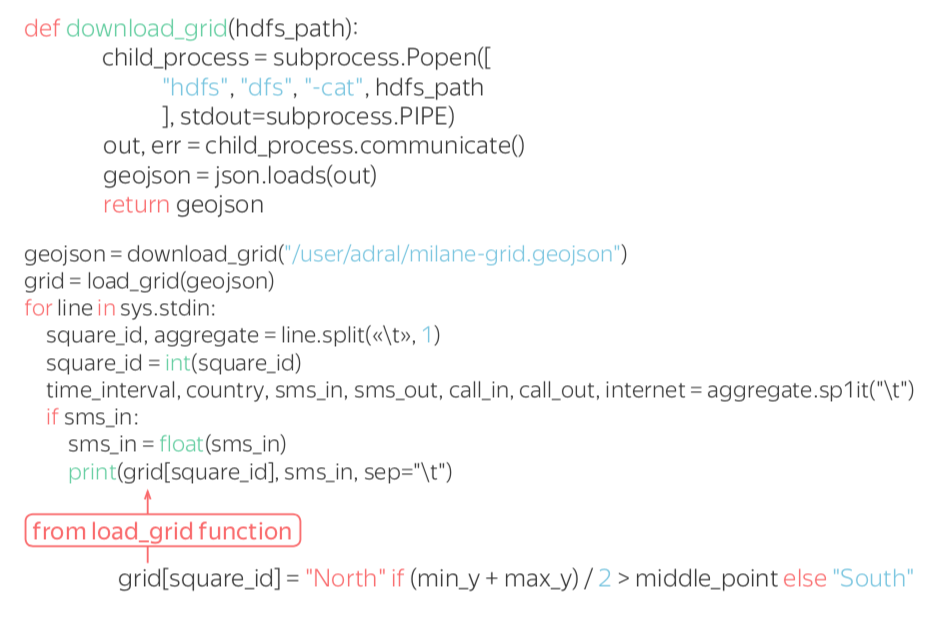 def download_grid(hdfs_path):
child_process = subprocess.Popen([
"hdfs", "dfs", "-cat", hdfs_path
], stdout=subprocess.PIPE)
out, err = child_process.communicate()
geojson = json.loads(out)
return geojson
geojson = download_grid("/user/adral/milane-grid.geojson")
grid = load_grid(geojson)
for line in sys.stdin:
square_id, aggregate = line.split(«\t», 1)
square_id = int(square_id)
time_interval, country, sms_in, sms_out, call_in, call_out, internet = aggregate.sp1it("\t")
if sms_in:
sms_in = float(sms_in)
print(grid[square_id], sms_in, sep="\t")
from load_grid function
grid[square_id] = "North" if (min_y + max_y) / 2 > middle_point else "South"